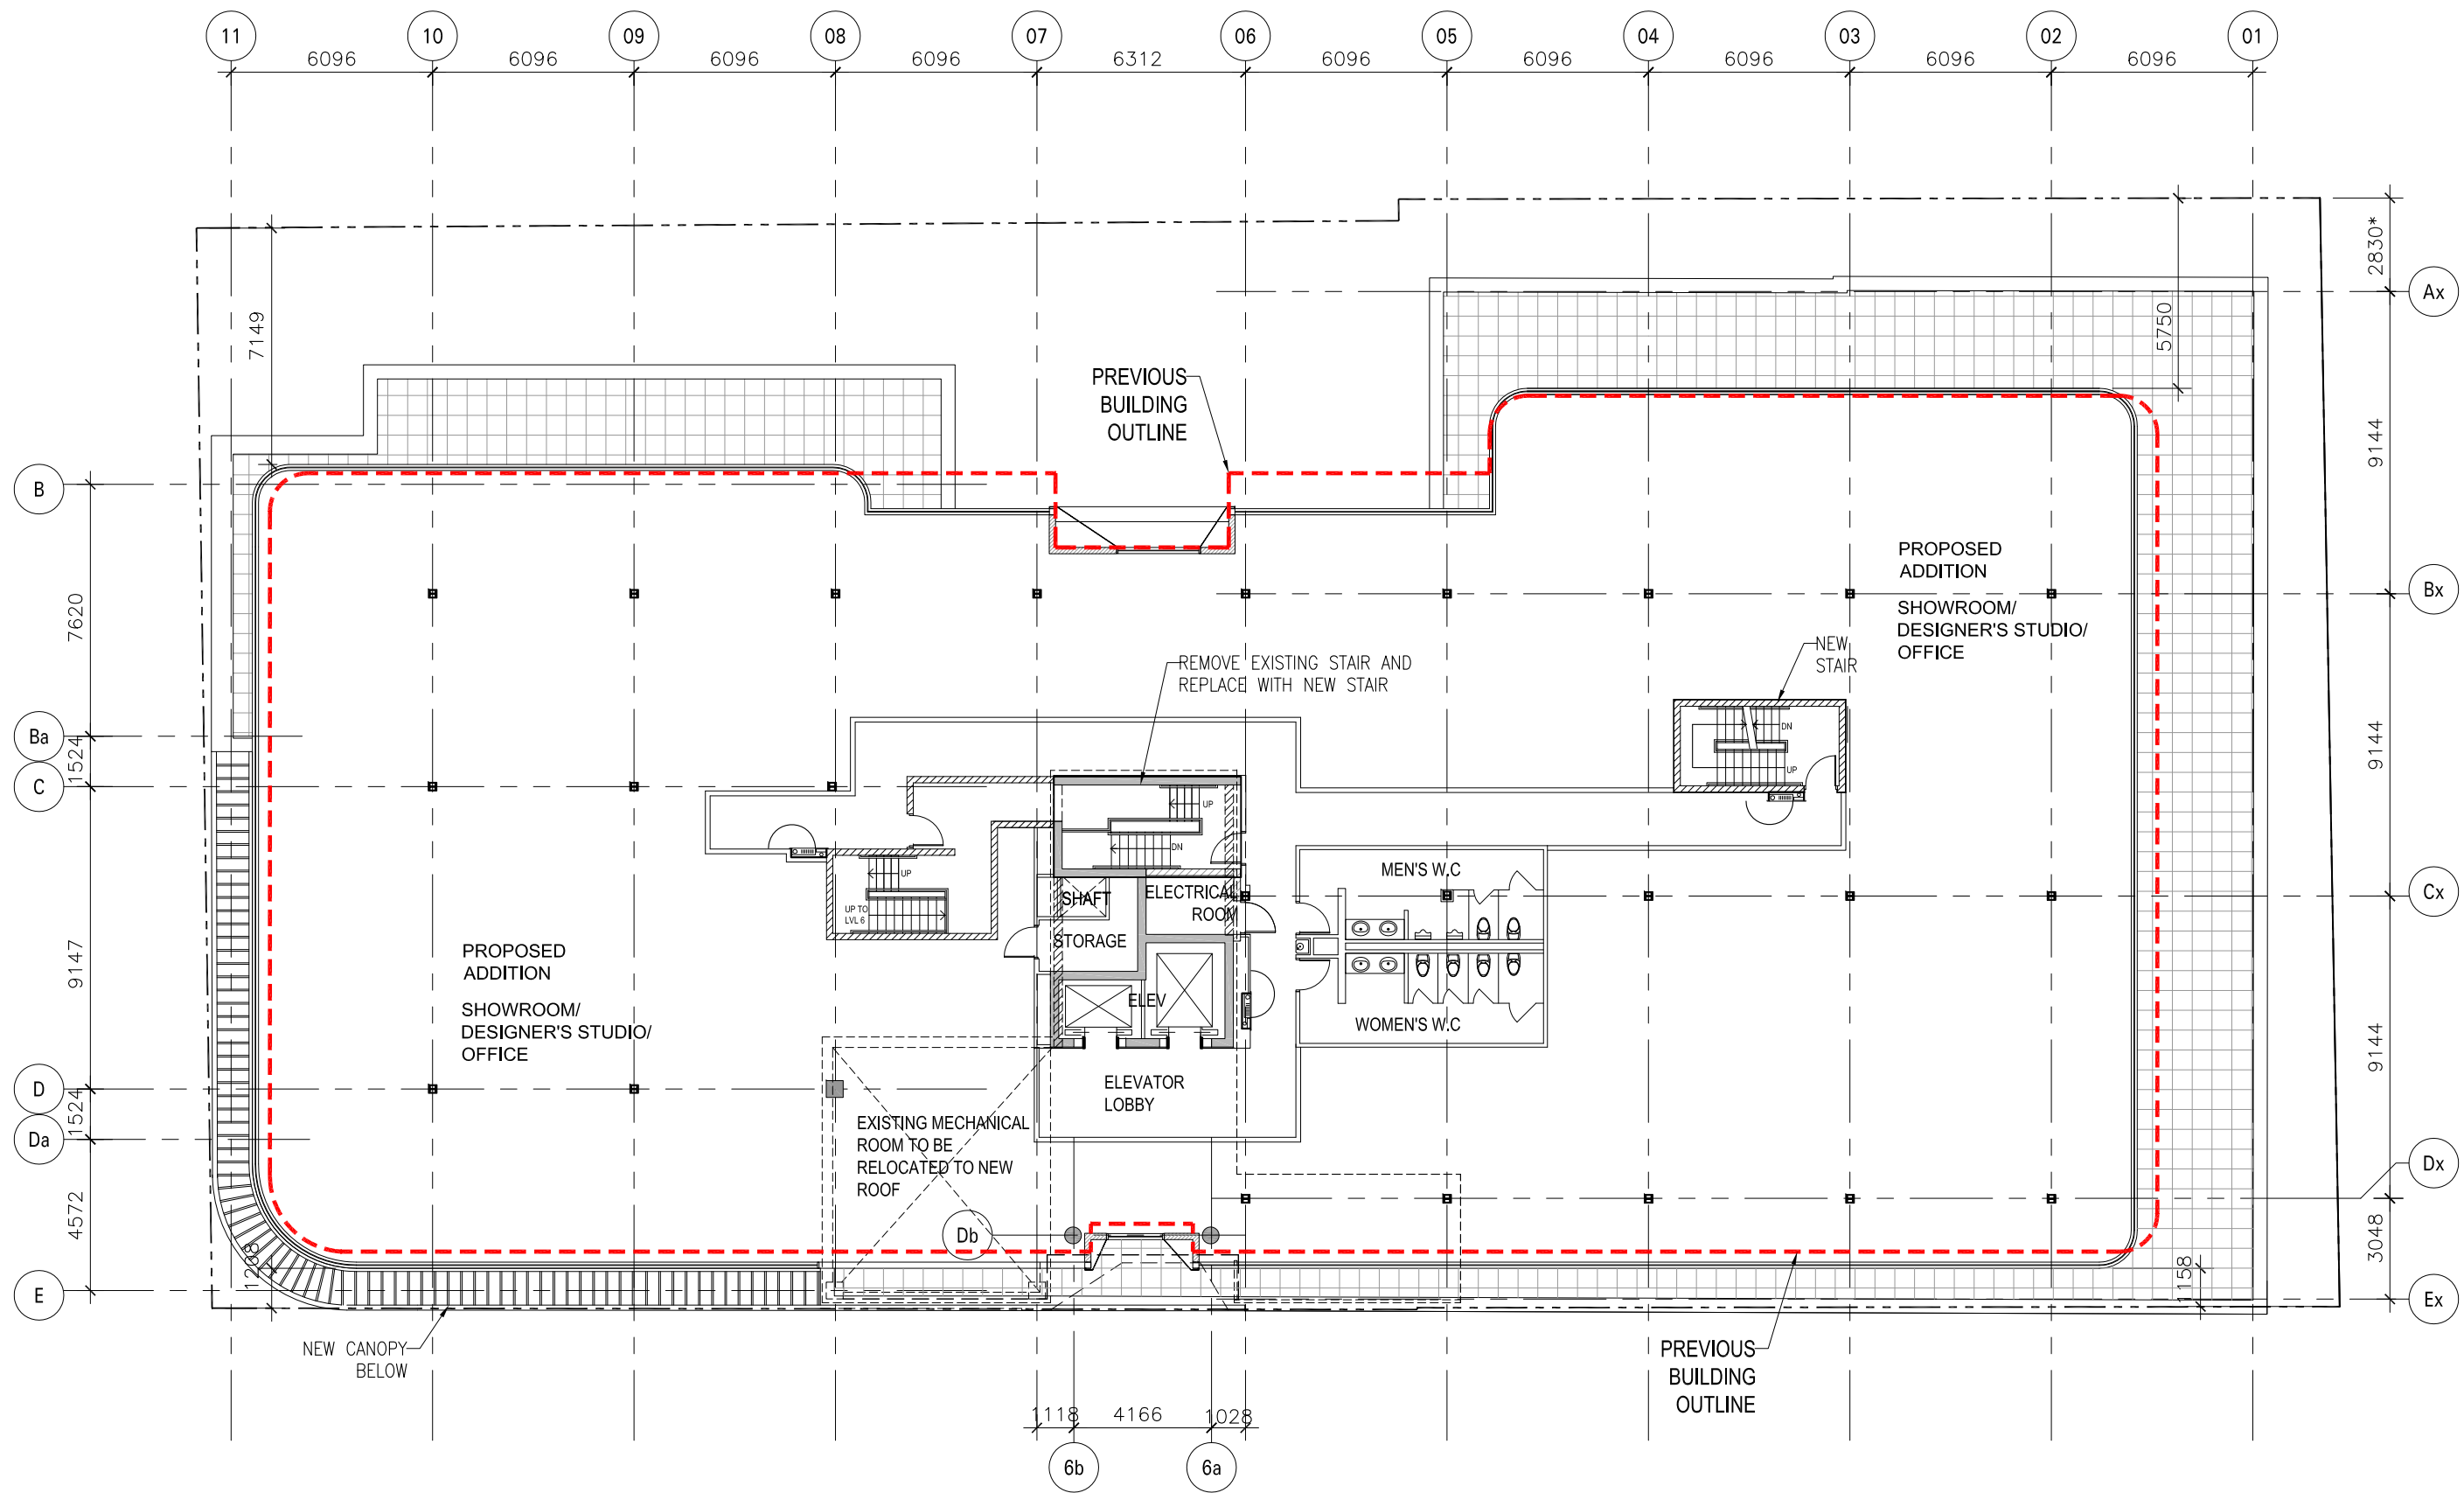 11 10 09 08 07 06 05 04 03 02 01
6096 6096 6096 6096 6312 6096 6096 6096 6096 6096
2830*
Ax
7149
5750
PREVIOUS
BUILDING
OUTLINE
9144
B
PROPOSED
ADDITION
SHOWROOM/
DESIGNER'S STUDIO/
OFFICE
Bx
7620
NEW
STAIR
REMOVE EXISTING STAIR AND
REPLACE WITH NEW STAIR
Ba
DN
9144
1524
UP
C
UP
DN
MEN'S W.C
UP
UP TO
LVL 6
SHAFT
ELECTRICAL
ROOM
Cx
STORAGE
9147
PROPOSED
ADDITION
SHOWROOM/
DESIGNER'S STUDIO/
OFFICE
ELEV
WOMEN'S W.C
9144
D
ELEVATOR
LOBBY
1524
EXISTING MECHANICAL
ROOM TO BE
RELOCATED TO NEW
ROOF
Da
Dx
4572
Db
3048
1268
1158
E
Ex
NEW CANOPY
BELOW
PREVIOUS
BUILDING
OUTLINE
1118 4166 1028
6b 6a